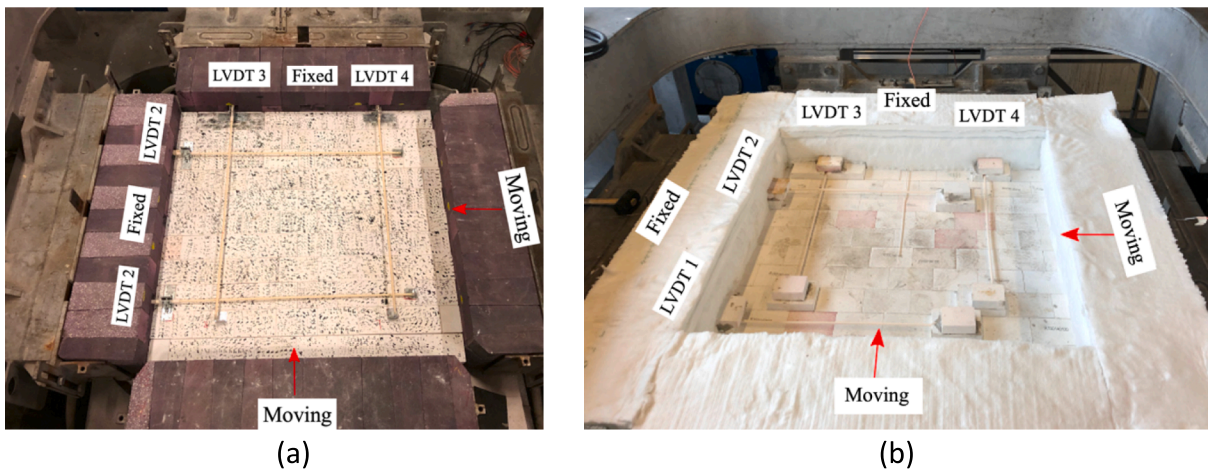 LVDT 3
Fixed
LVDT 4
LVDT 2
Fixed
LVDT 2
Moving
Moving
(a)
LVDT 3
Fixed
LVDT 4
LVDT 2
Fixed
LVDT 1
Moving
Moving
(b)